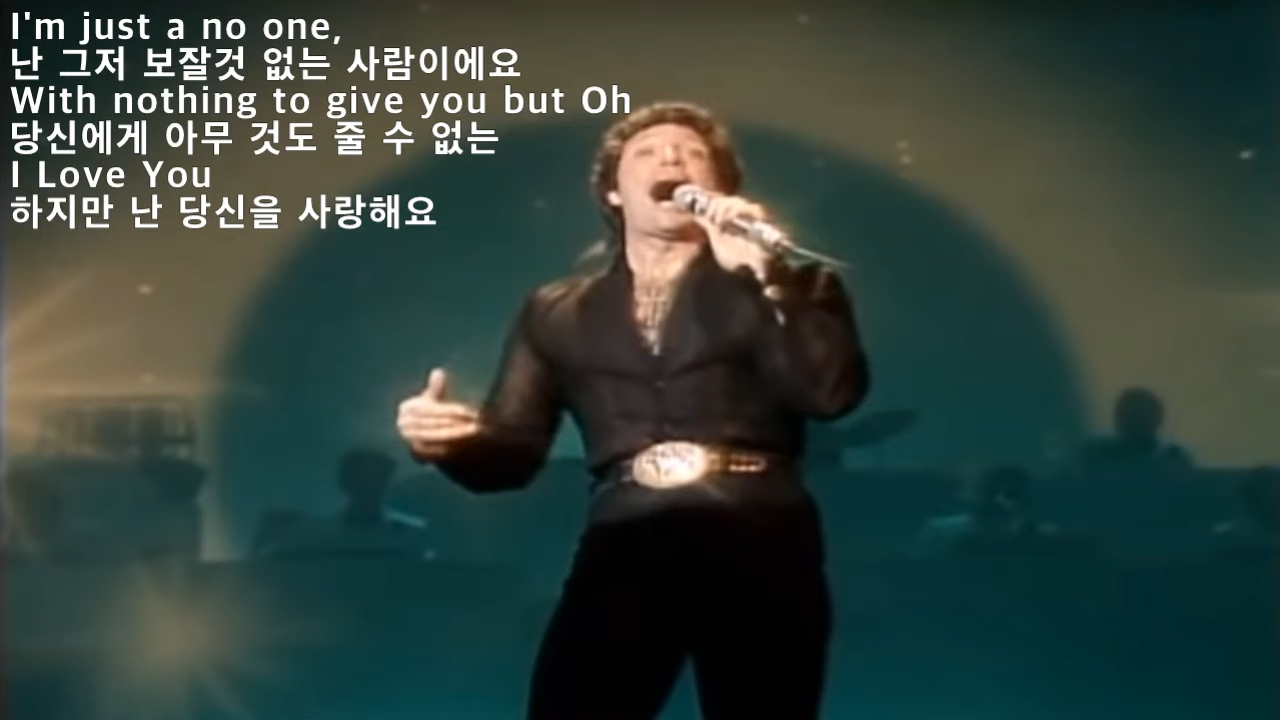 I'm just a no one,
난 그저 보잘것 없는 사람이에요
With nothing to give you but Oh
당신에게 아무 것도 줄 수 없는
I Love You
하지만 난 당신을 사랑해요